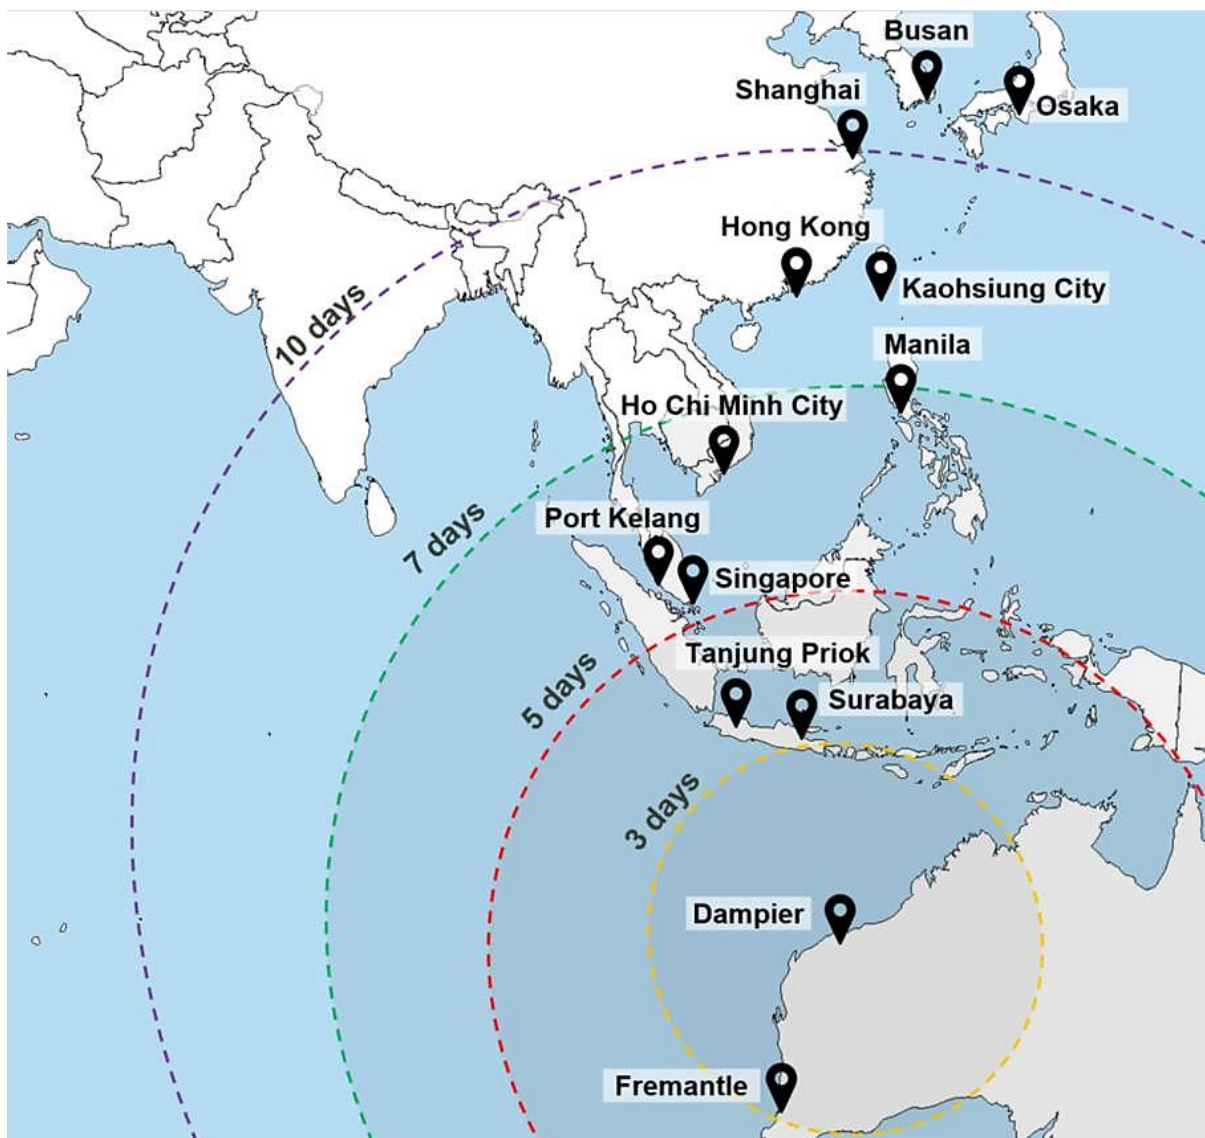 Busan
Shanghai
Osaka
Hong Kong
Kaohsiung City
10 days
Manila
Ho Chi Minh City
Port Kelang
7 days
Singapore
Tanjung Priok
5 days
Surabaya
3 days
Dampier
Fremantle